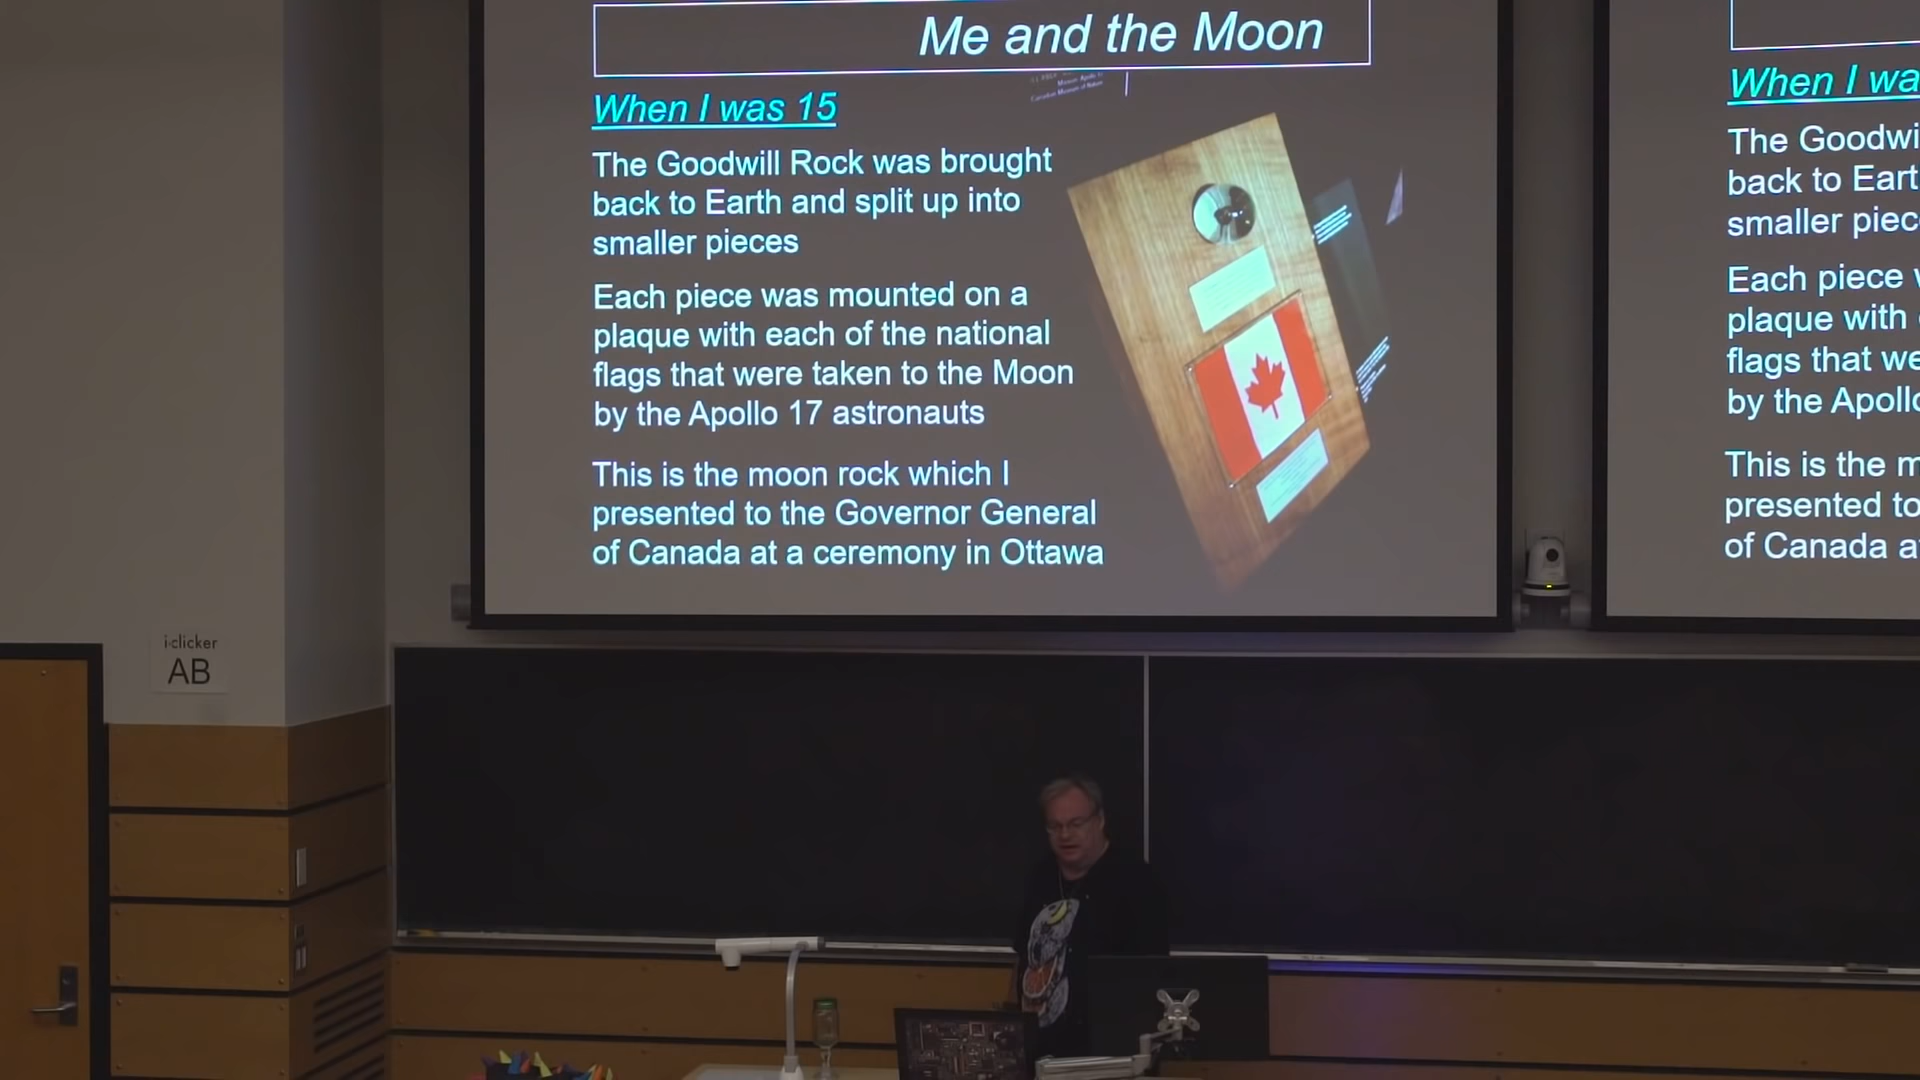 Me and the Moon
When I was 15
The Goodwill Rock was brought
back to Earth and split up into
smaller pieces
Each piece was mounted on a
plaque with each of the national
flags that were taken to the Moon
by the Apollo 17 astronauts
This is the moon rock which I
presented to the Governor General
of Canada at a ceremony in Ottawa
When I wa
The Goodwi
back to Eart
smaller piec
Each piece
plaque with
flags that we
by the Apoll
This is the m
presented to
of Canada a
i-clicker
AB